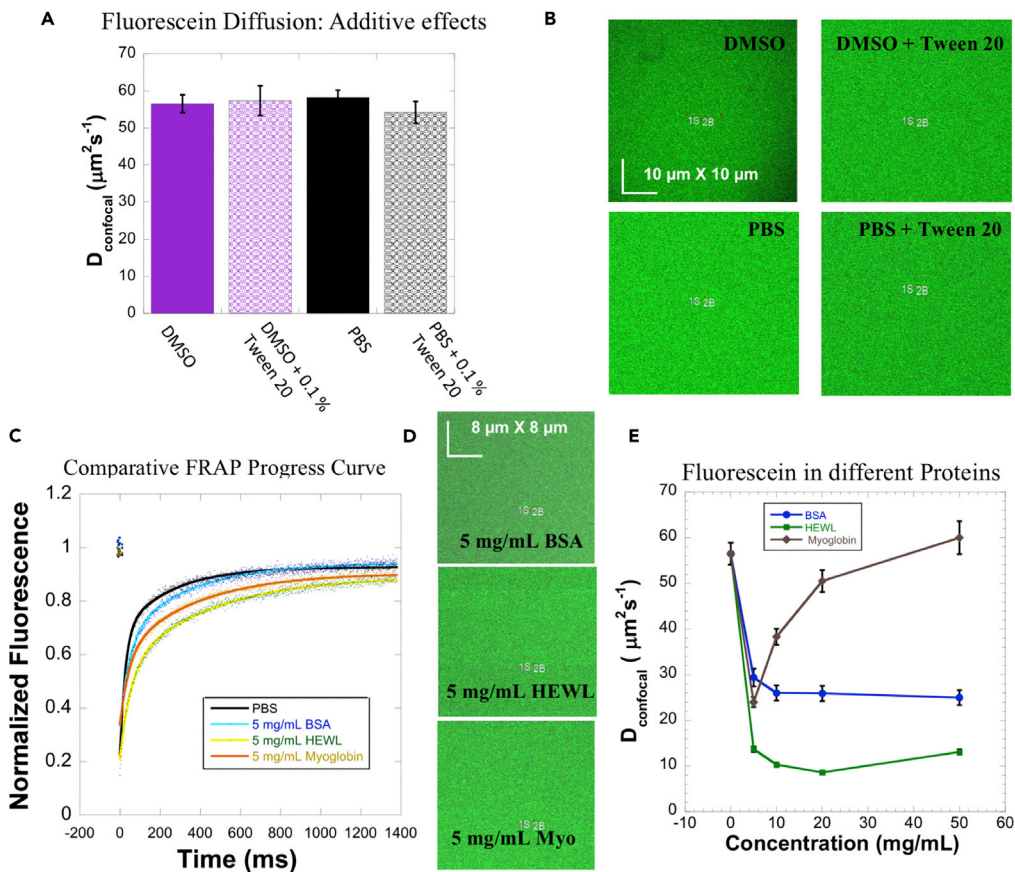 A
Fluorescein Diffusion: Additive effects
70
60
50
40
30
20
10
0
D confocal (µm²s⁻¹)
DMSO
DMSO + 0.1 %
Tween 20
PBS
PBS + 0.1 %
Tween 20
B
DMSO
1S 2B
10 µm X 10 µm
DMSO + Tween 20
1S 2B
PBS
1S 2B
PBS + Tween 20
1S 2B
C
Comparative FRAP Progress Curve
1.2
1
0.8
0.6
0.4
0.2
0
Normalized Fluorescence
PBS
5 mg/mL BSA
5 mg/mL HEWL
5 mg/mL Myoglobin
-200 0 200 400 600 800 1000 1200 1400
Time (ms)
D
8 µm X 8 µm
1S 2B
5 mg/mL BSA
1S 2B
5 mg/mL HEWL
1S 2B
5 mg/mL Myo
E
Fluorescein in different Proteins
70
60
50
40
30
20
10
0
D confocal ( µm²s⁻¹)
BSA
HEWL
Myoglobin
-10 0 10 20 30 40 50 60
Concentration (mg/mL)